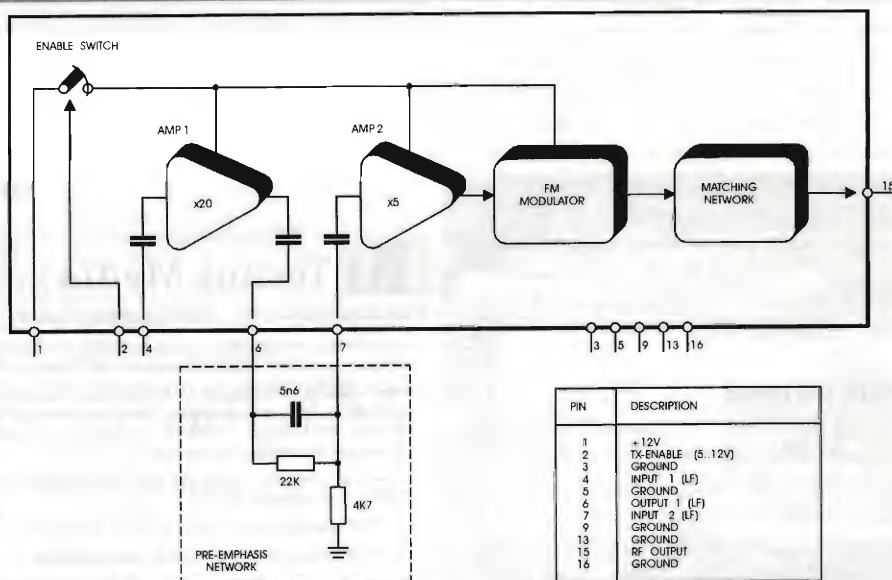 ENABLE SWITCH
AMP 1
AMP 2
x20
x5
FM
MODULATOR
MATCHING
NETWORK
15
1
2
4
6
7
3
5
9
13
16
5n6
22K
4K7
PRE-EMPHASIS
NETWORK
PIN DESCRIPTION
1 +12V
2 TX-ENABLE (5..12V)
3 GROUND
4 INPUT 1 (LF)
5 GROUND
6 OUTPUT 1 (LF)
7 INPUT 2 (LF)
9 GROUND
13 GROUND
15 RF OUTPUT
16 GROUND